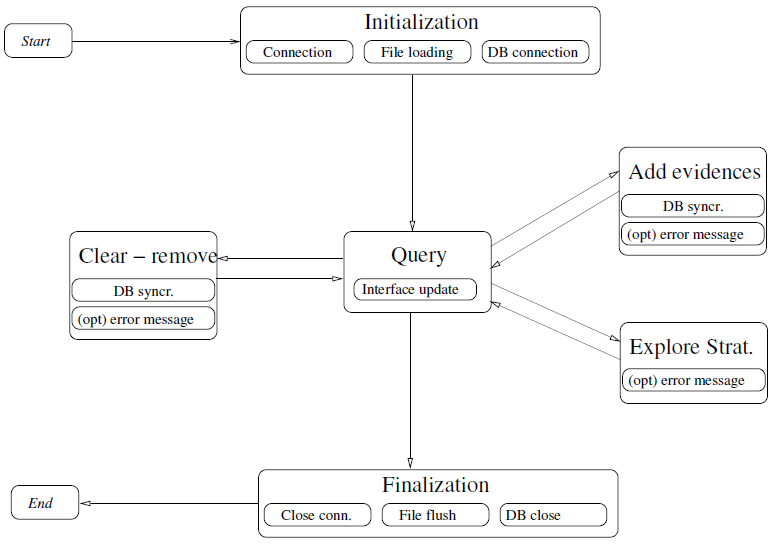 Initialization
Start
Connection
File loading
DB connection
Add evidences
DB syncr.
(opt) error message
Clear – remove
DB syncr.
(opt) error message
Query
Interface update
Explore Strat.
(opt) error message
Finalization
End
Close conn.
File flush
DB close